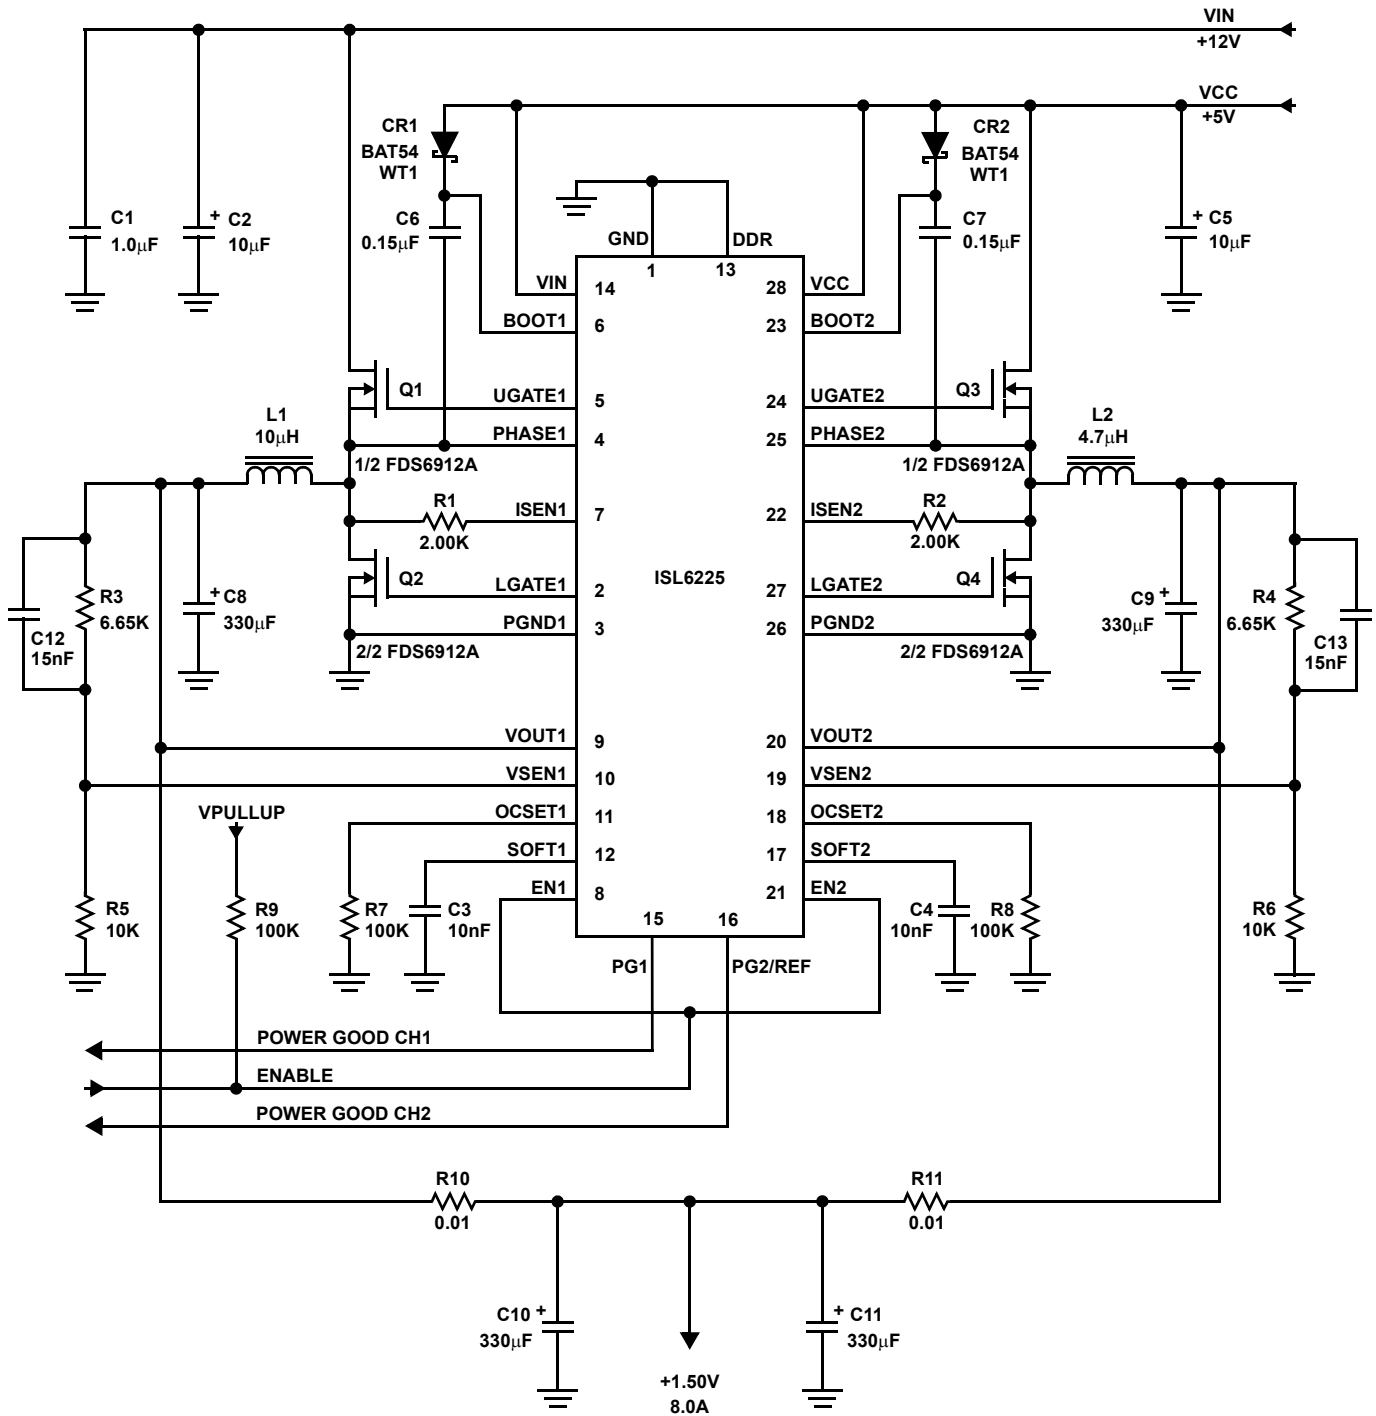 VIN
+12V
VCC
+5V
CR1
BAT54
WT1
CR2
BAT54
WT1
C1
1.0µF
+ C2
10µF
C6
0.15µF
C7
0.15µF
+ C5
10µF
GND
DDR
1
13
VIN
14
28
VCC
BOOT1
6
23
BOOT2
Q1
UGATE1
5
24
UGATE2
Q3
L1
10µH
PHASE1
4
25
PHASE2
L2
4.7µH
1/2 FDS6912A
1/2 FDS6912A
R1
2.00K
ISEN1
7
22
ISEN2
R2
2.00K
ISL6225
Q2
LGATE1
2
27
LGATE2
Q4
R3
6.65K
+ C8
330µF
C9 +
330µF
R4
6.65K
PGND1
3
26
PGND2
C12
15nF
C13
15nF
2/2 FDS6912A
2/2 FDS6912A
VOUT1
9
20
VOUT2
VSEN1
10
19
VSEN2
VPULLUP
OCSET1
11
18
OCSET2
SOFT1
12
17
SOFT2
EN1
8
21
EN2
R5
10K
R9
100K
R7
100K
C3
10nF
15
16
C4
10nF
R8
100K
R6
10K
PG1
PG2/REF
POWER GOOD CH1
ENABLE
POWER GOOD CH2
R10
0.01
R11
0.01
C10 +
330µF
+ C11
330µF
+1.50V
8.0A